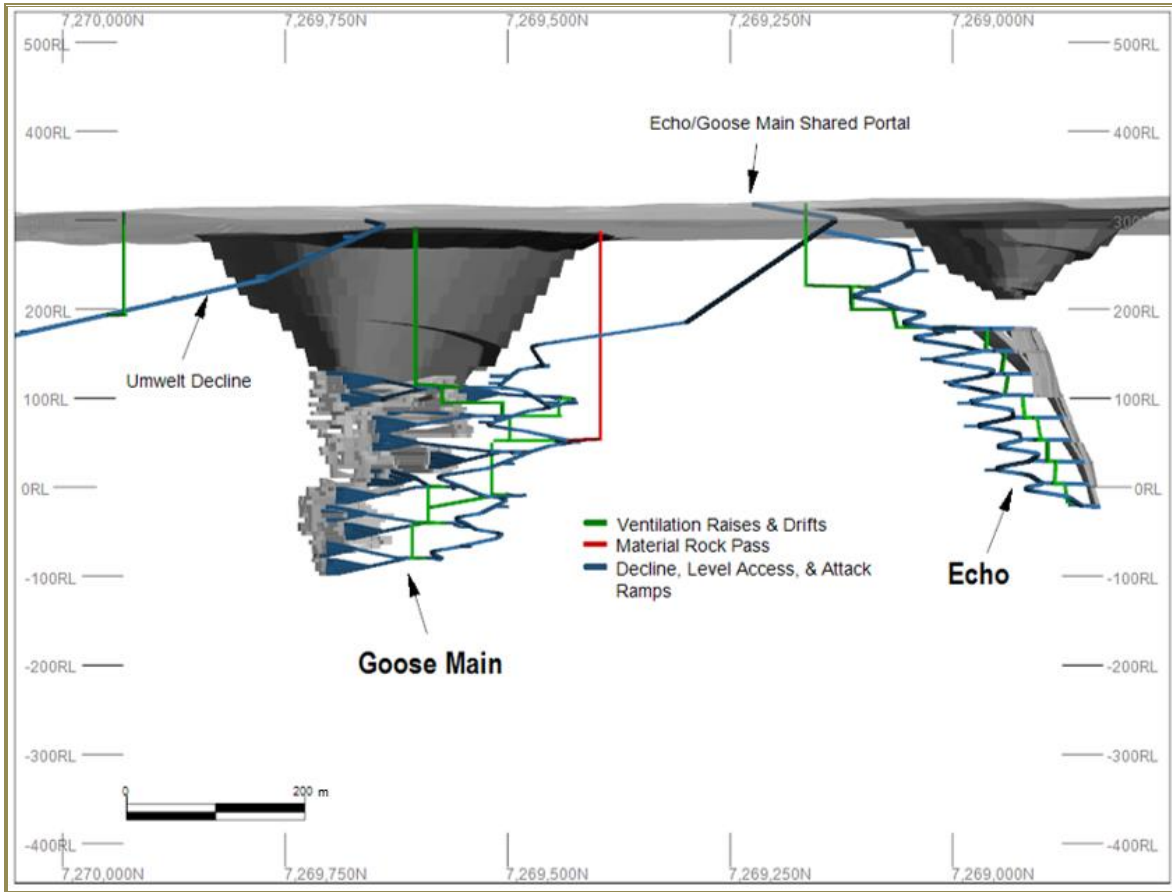 7,270,000N
7,269,750N
7,269,500N
7,269,250N
7,269,000N
500RL
500RL
Echo/Goose Main Shared Portal
400RL
400RL
300RL
200RL
200RL
Umwelt Decline
100RL
100RL
0RL
0RL
Ventilation Raises & Drifts
Material Rock Pass
Decline, Level Access, & Attack
Ramps
Echo
-100RL
-100RL
Goose Main
-200RL
-200RL
-300RL
-300RL
0
200 m
-400RL
-400RL
7,270,000N
7,269,750N
7,269,500N
7,269,250N
7,269,000N